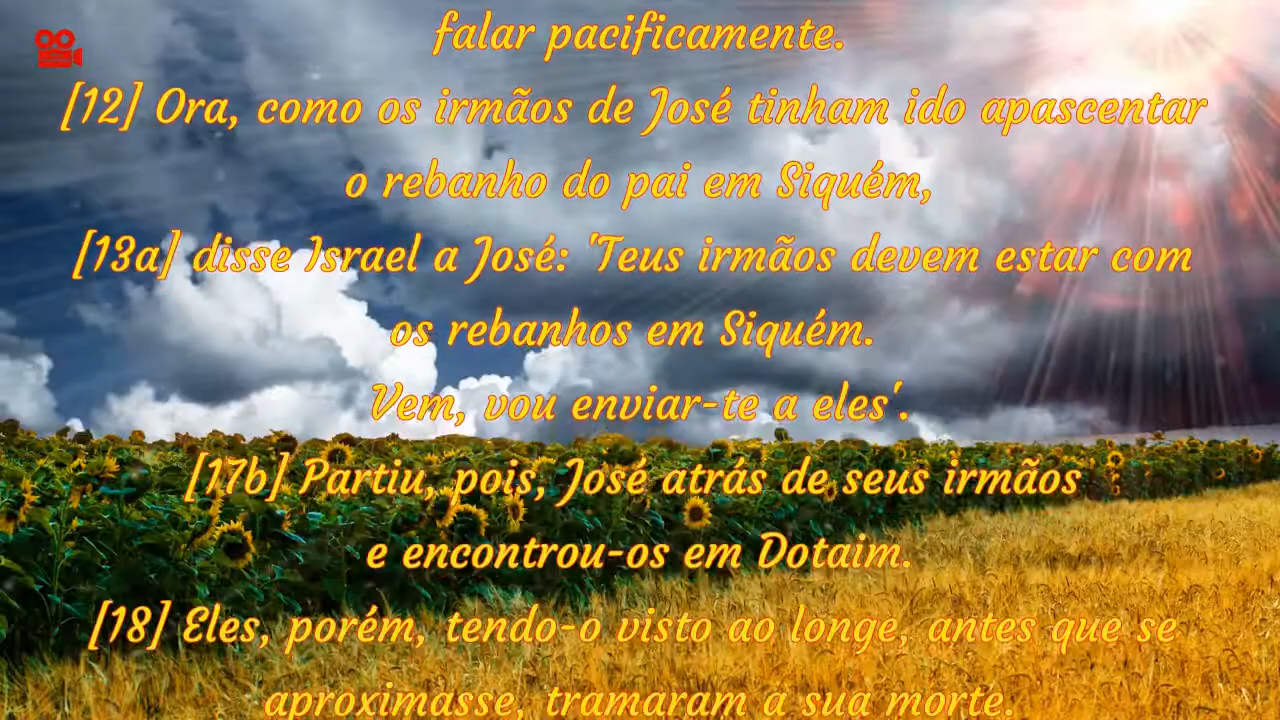 falar pacificamente.
[12] Ora, como os irmãos de José tinham ido apascentar
o rebanho do pai em Siquém,
[13a] disse Israel a José: 'Teus irmãos devem estar com
os rebanhos em Siquém.
Vem, vou enviar-te a eles'.
[17b] Partiu, pois, José atrás de seus irmãos
e encontrou-os em Dotaim.
[18] Eles, porém, tendo-o visto ao longe, antes que se
aproximasse, tramaram a sua morte.